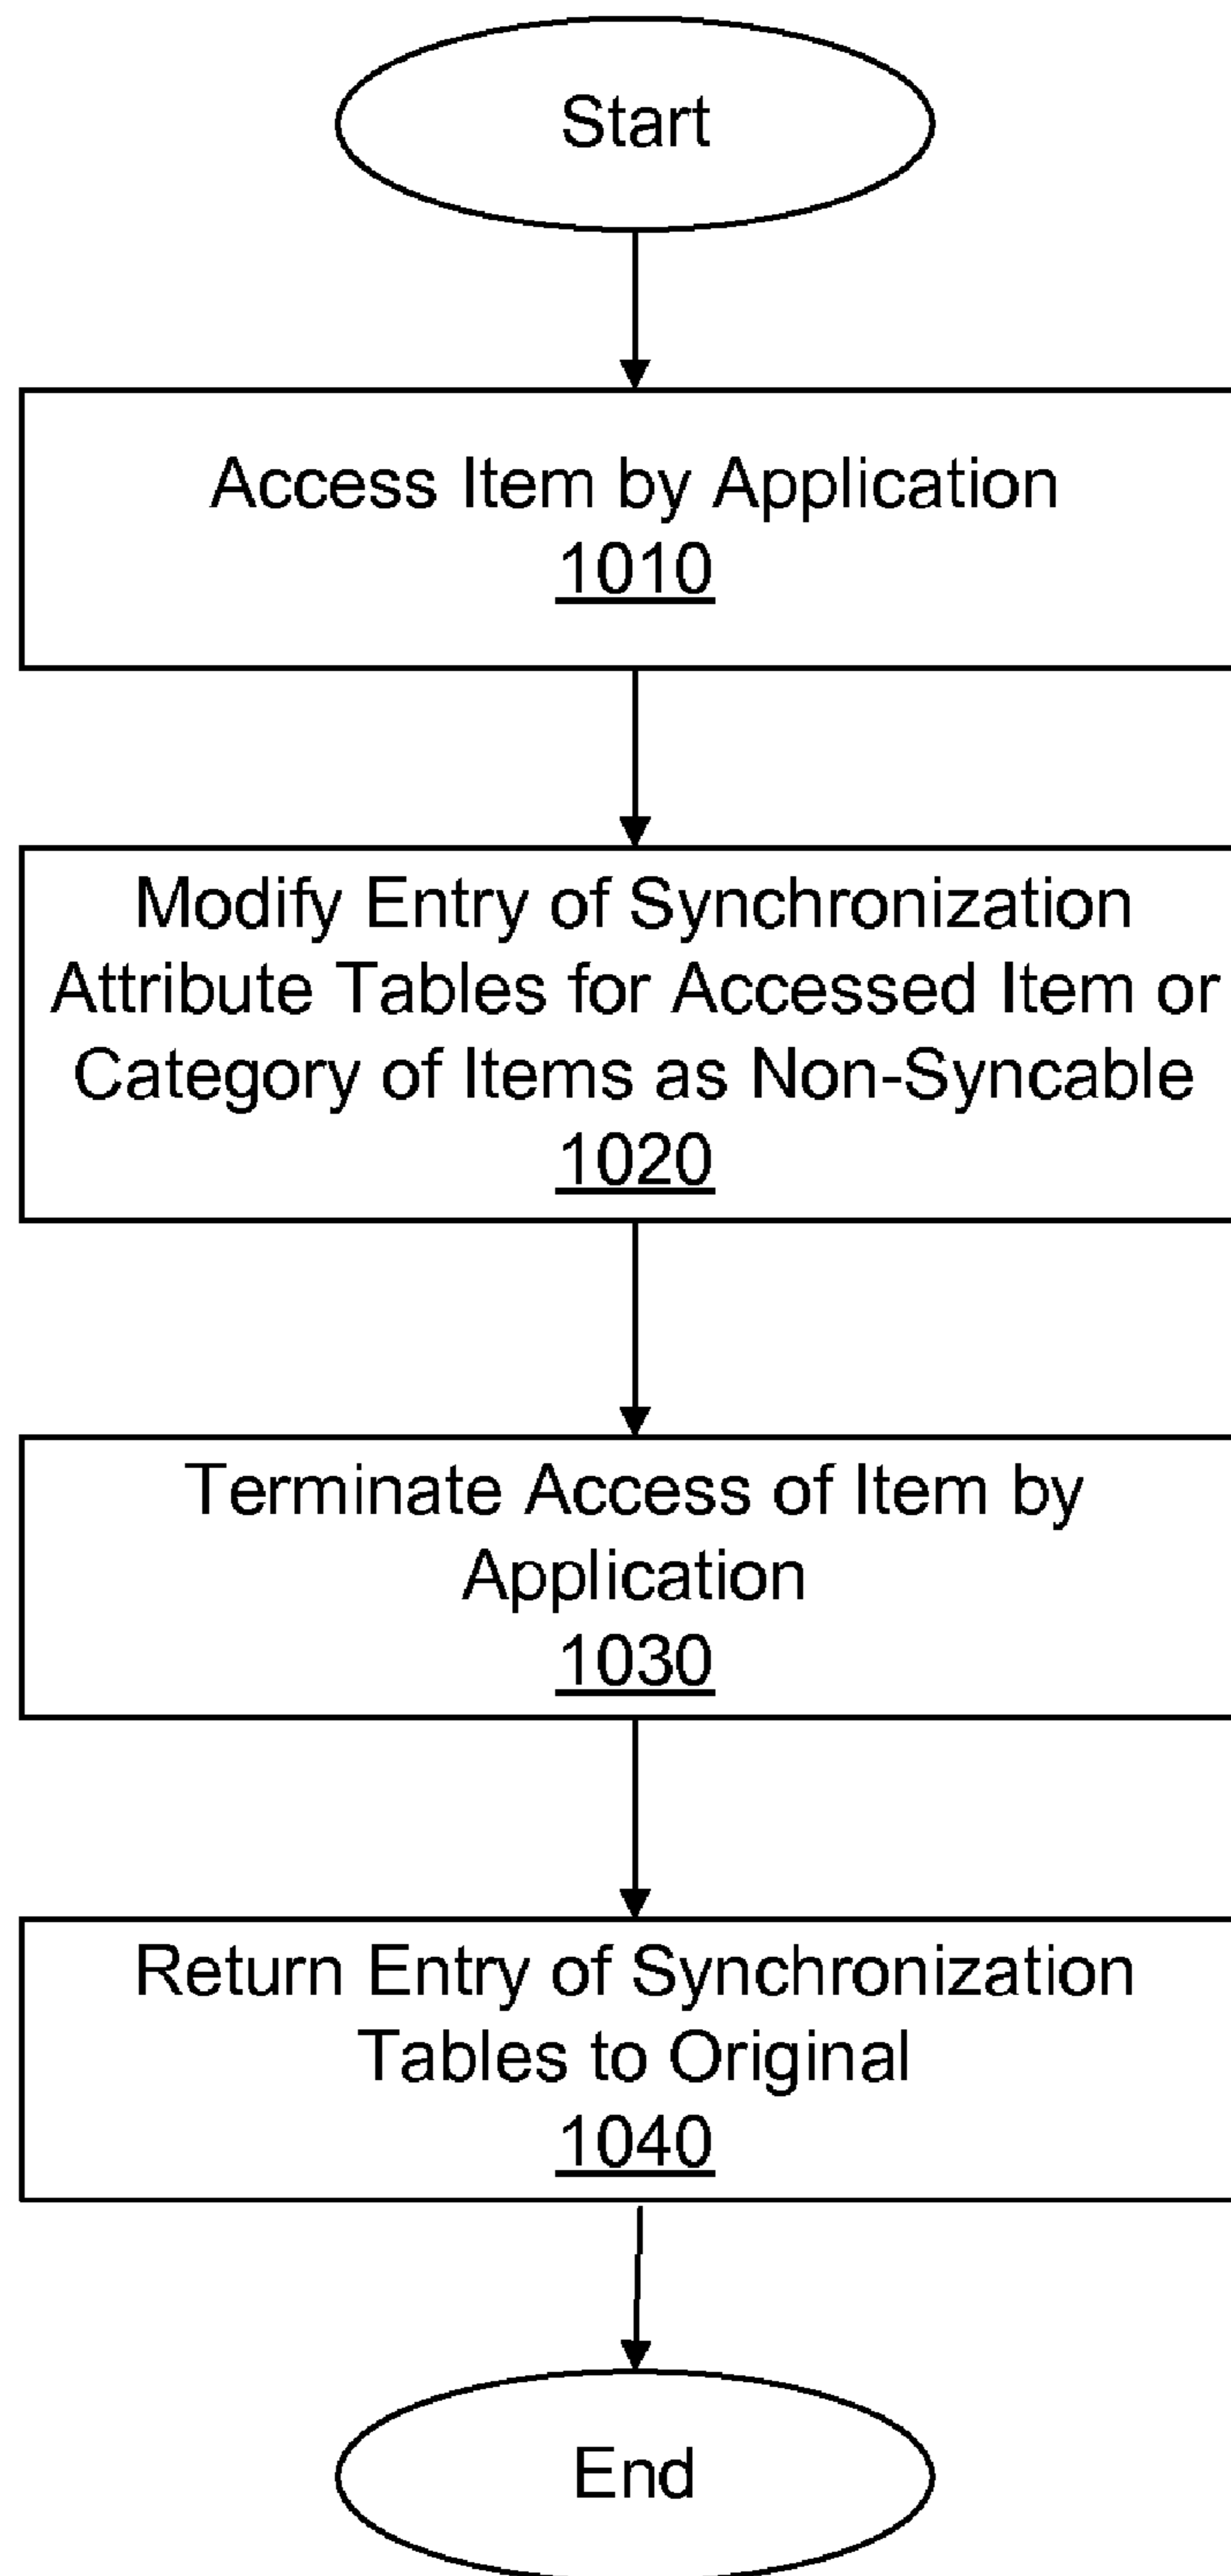 Start
Access Item by Application
1010
Modify Entry of Synchronization
Attribute Tables for Accessed Item or
Category of Items as Non-Syncable
1020
Terminate Access of Item by
Application
1030
Return Entry of Synchronization
Tables to Original
1040
End